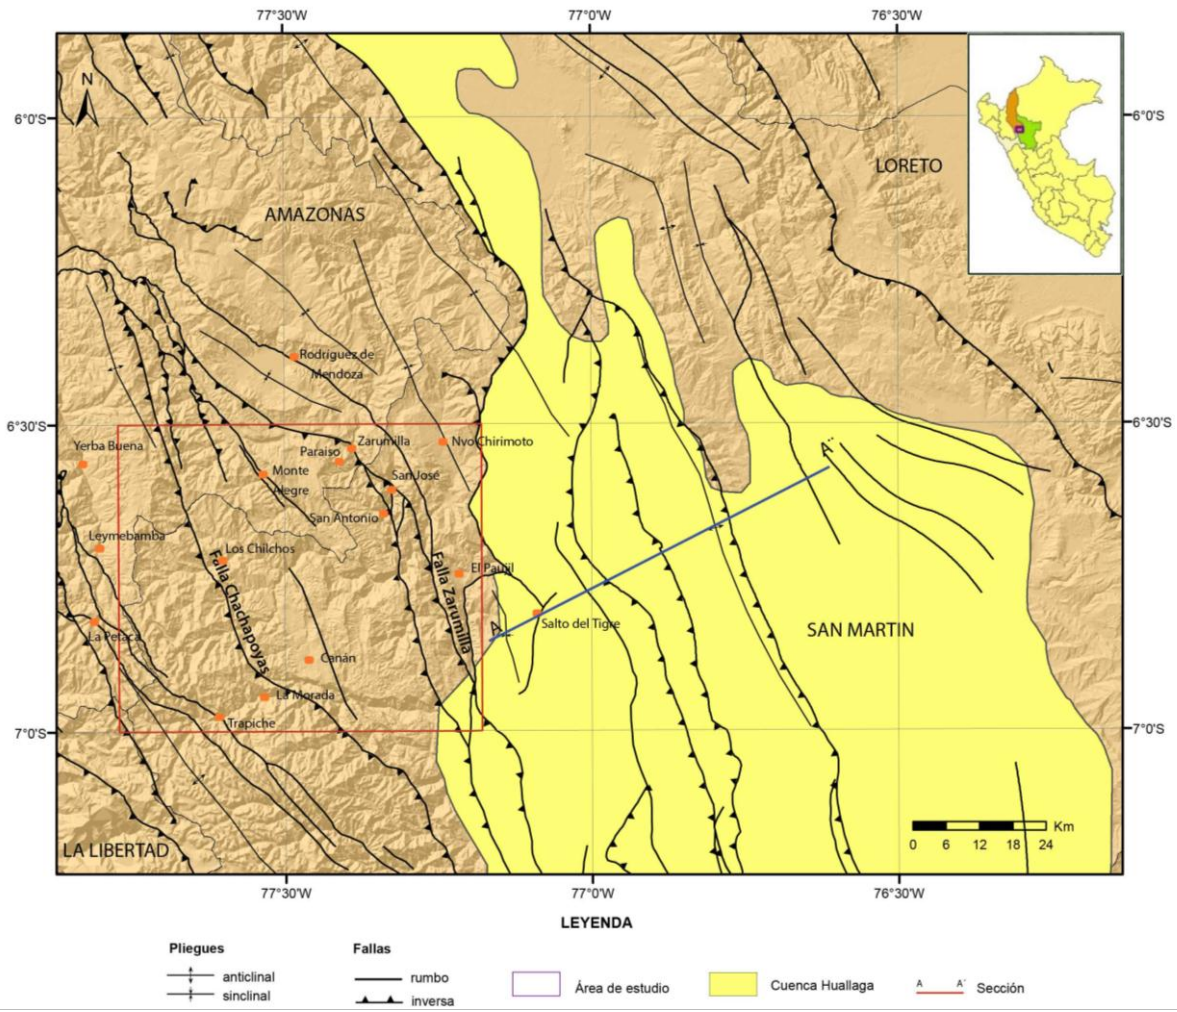 77°30'W
77°0'W
76°30'W
N
6°0'S
6°0'S
LORETO
AMAZONAS
Rodríguez de
Mendoza
6°30'S
6°30'S
Yerba Buena
Zarumilla
Nvo Chirimoto
Paraiso
Monte
Alegre
San José
San Antonio
A´
Leymebamba
Los Chilchos
El Paujil
Falla Chachapoyas
Falla Zarumilla
A
Salto del Tigre
SAN MARTIN
La Petaca
Canán
La Morada
Trapiche
7°0'S
7°0'S
LA LIBERTAD
Km
0 6 12 18 24
77°30'W
77°0'W
76°30'W
LEYENDA
Pliegues
Fallas
anticlinal
sinclinal
rumbo
inversa
Área de estudio
Cuenca Huallaga
A A´
Sección